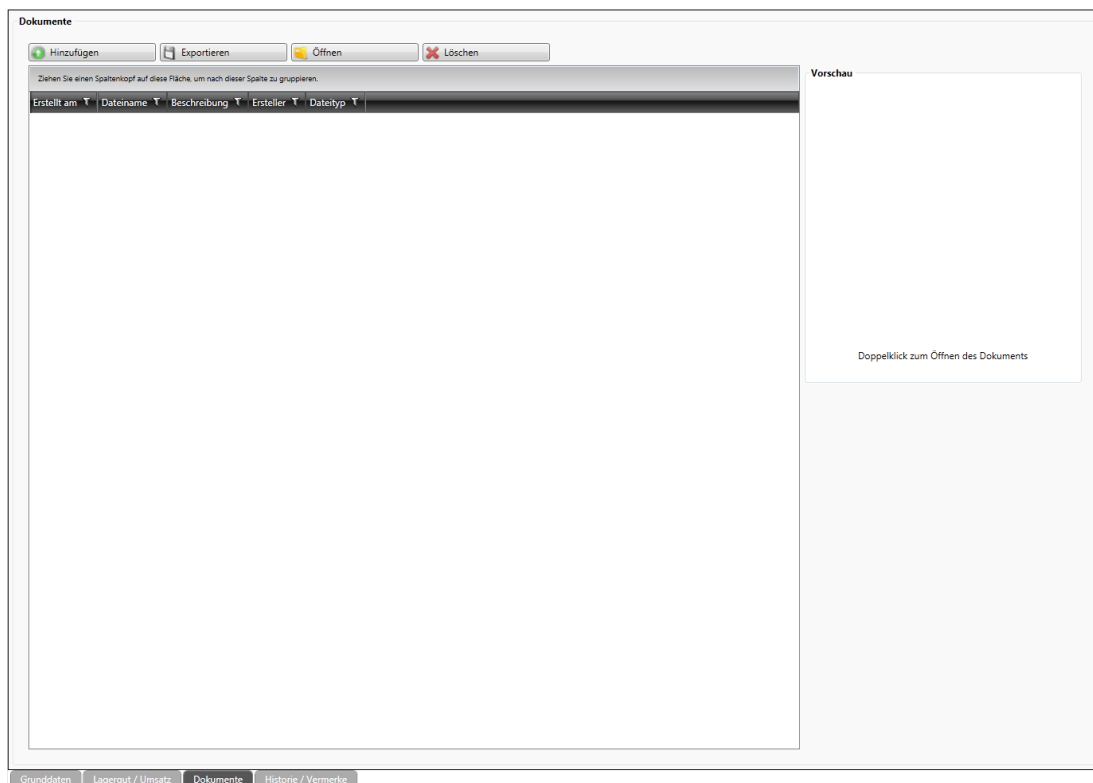 Dokumente
Hinzufügen Exportieren Öffnen Löschen
Ziehen Sie einen Spaltenkopf auf diese Fläche, um nach dieser Spalte zu gruppieren.
Vorschau
Erstellt am Dateiname Beschreibung Ersteller Dateityp
Doppelklick zum Öffnen des Dokuments
Grunddaten Lagergut / Umsatz Dokumente Historie / Vermerke